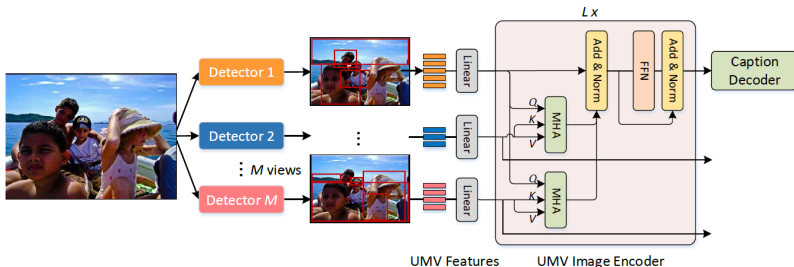 L x
Detector 1
Linear
Add & Norm
FFN
Add & Norm
Caption
Decoder
Q
K
V
MHA
Detector 2
⋮
Linear
⋮ M views
Detector M
Linear
Q
K
V
MHA
UMV Features
UMV Image Encoder